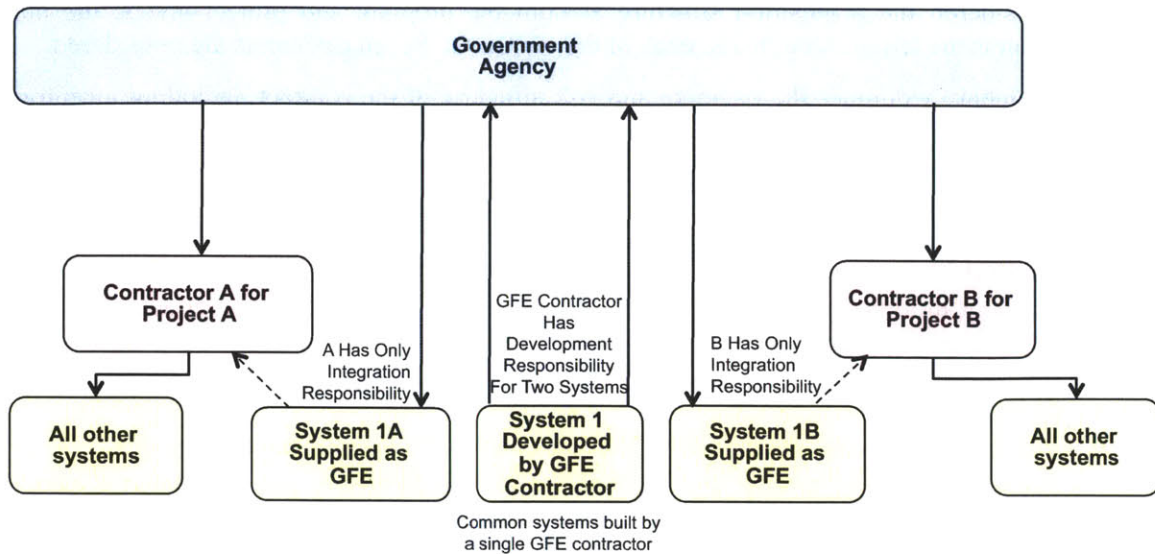 Government
Agency
Contractor A for
Project A
GFE Contractor
Has
Development
Responsibility
For Two Systems
Contractor B for
Project B
A Has Only
Integration
Responsibility
B Has Only
Integration
Responsibility
All other
systems
System 1A
Supplied as
GFE
System 1
Developed
by GFE
Contractor
System 1B
Supplied as
GFE
All other
systems
Common systems built by
a single GFE contractor